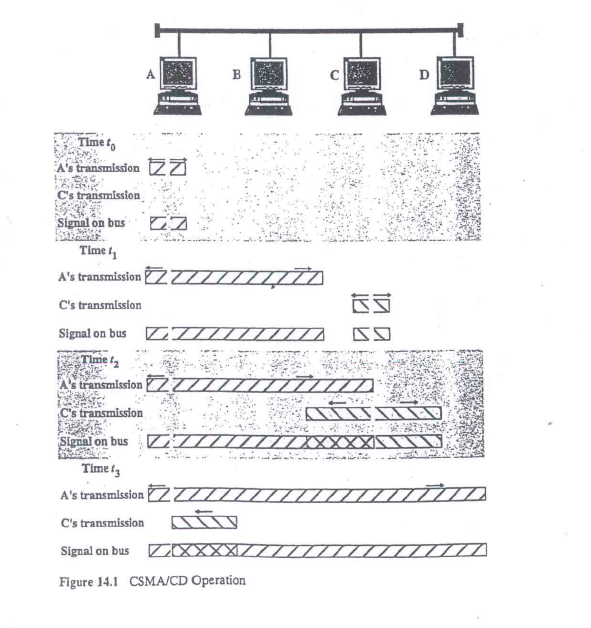 A B C D
Time t0
A's transmission
C's transmission
Signal on bus
Time t1
A's transmission
C's transmission
Signal on bus
Time t2
A's transmission
C's transmission
Signal on bus
Time t3
A's transmission
C's transmission
Signal on bus
Figure 14.1 CSMA/CD Operation